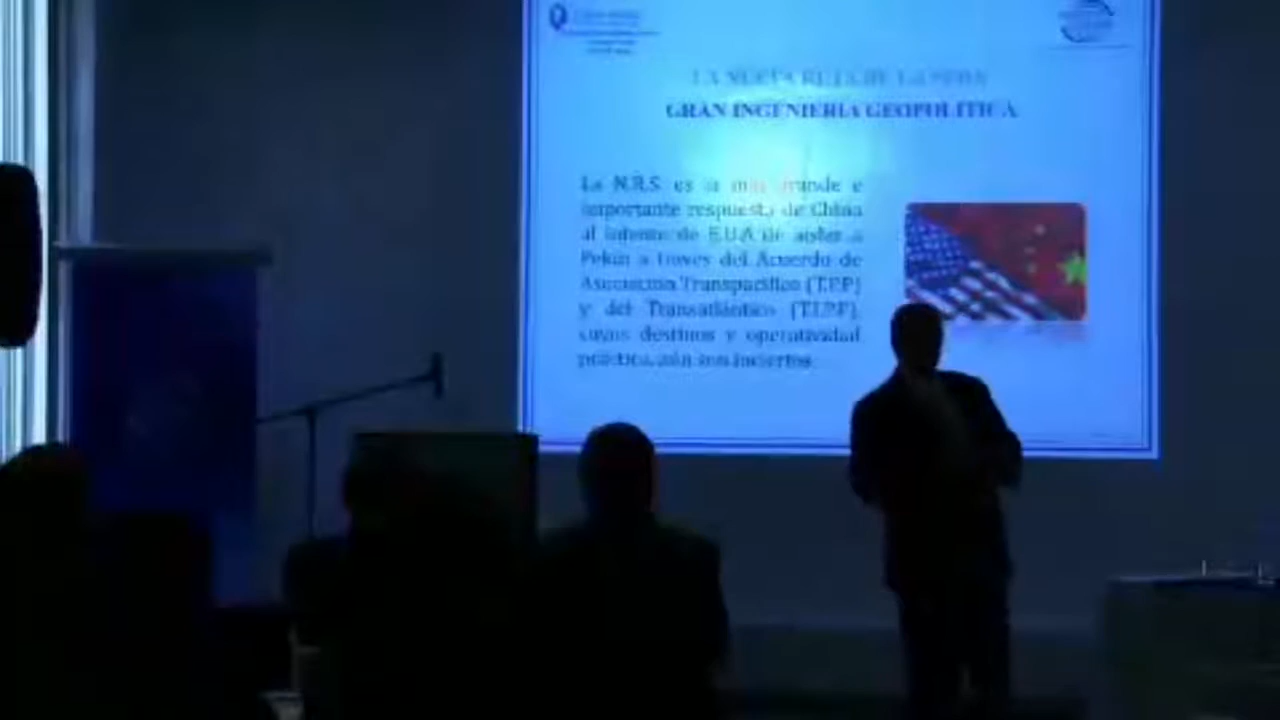 LA NUEVA RUTA DE LA SEDA
GRAN INGENIERIA GEOPOLITICA
La N.R.S. es la más grande e
importante respuesta de China
al intento de E.U.A de aislar a
Pekín a través del Acuerdo de
Asociación Transpacífico (T.P.P)
y del Transatlántico (T.I.P.P),
cuyos destinos y operatividad
práctica, aún son inciertos.